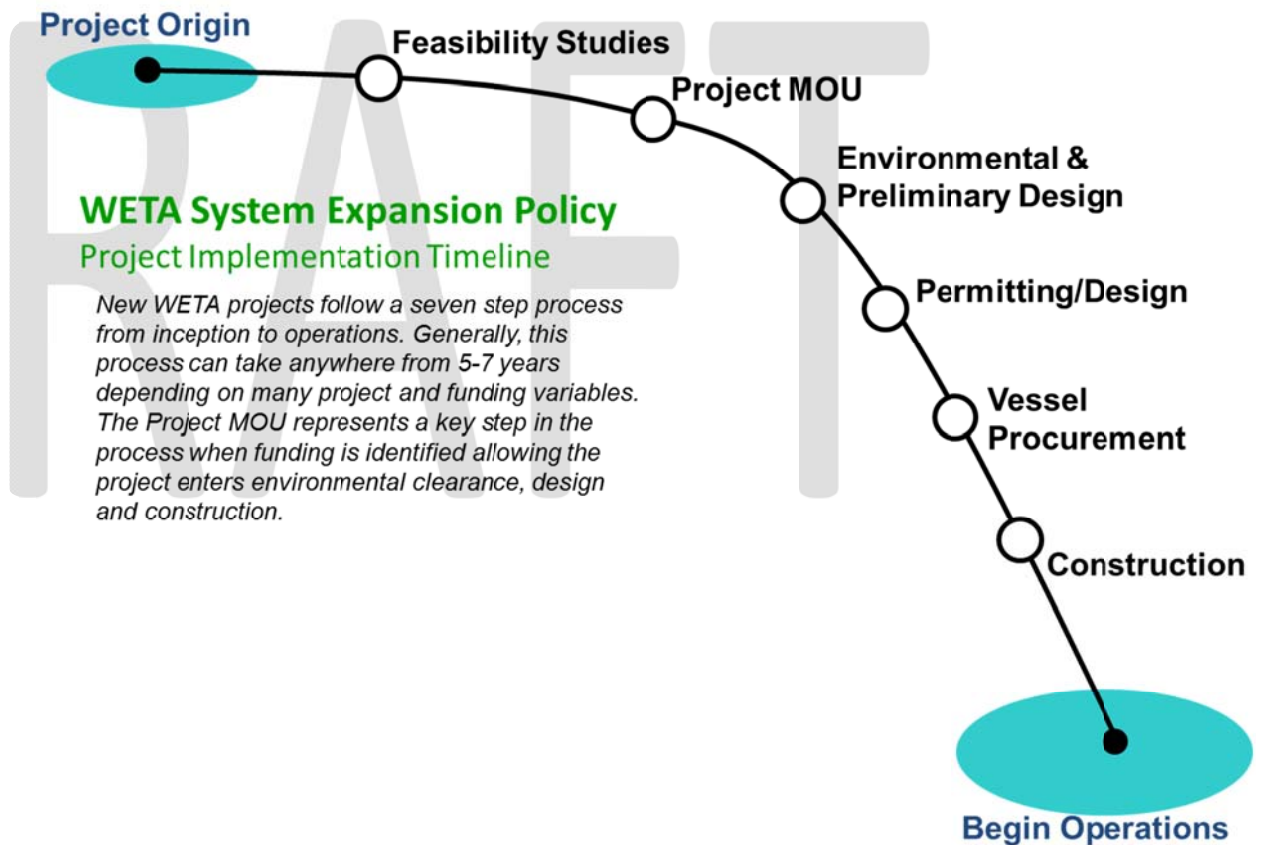 Project Origin
Feasibility Studies
Project MOU
Environmental &
Preliminary Design
WETA System Expansion Policy
Project Implementation Timeline
New WETA projects follow a seven step process
from inception to operations. Generally, this
process can take anywhere from 5-7 years
depending on many project and funding variables.
The Project MOU represents a key step in the
process when funding is identified allowing the
project enters environmental clearance, design
and construction.
Permitting/Design
Vessel
Procurement
Construction
Begin Operations
RAFT